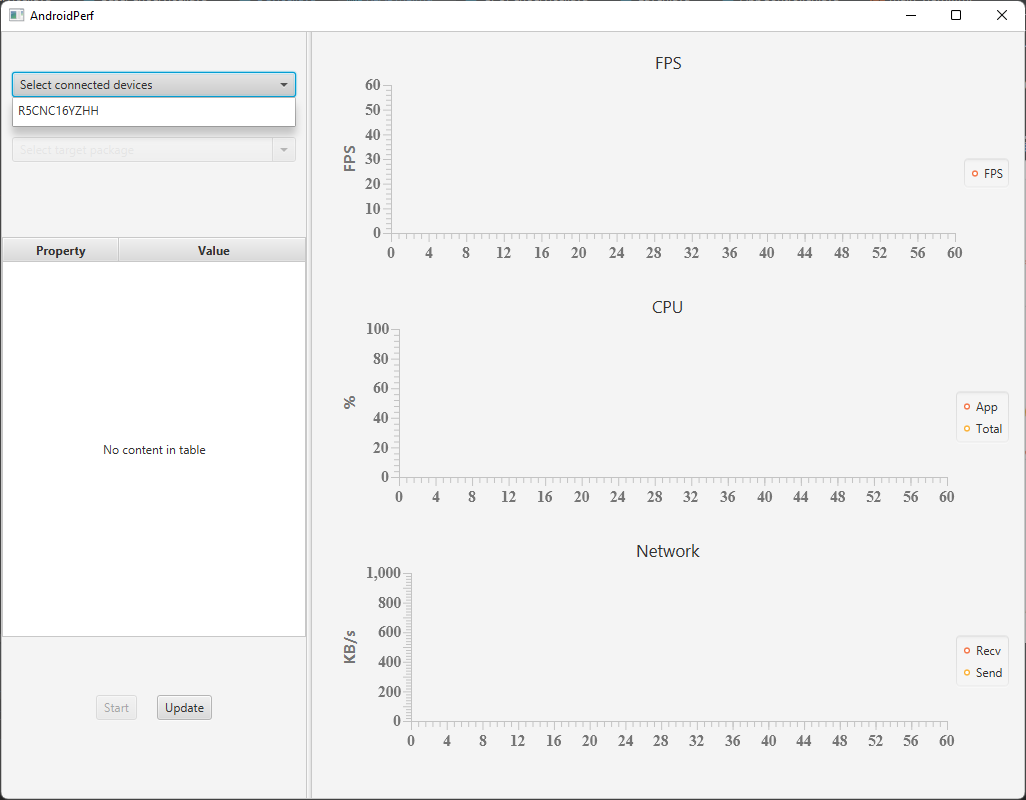 AndroidPerf
Select connected devices
R5CNC16YZHH
Select target package
Property Value
No content in table
Start Update
FPS
60
50
40
30
20
10
0
FPS
0 4 8 12 16 20 24 28 32 36 40 44 48 52 56 60
FPS
CPU
100
80
60
40
20
0
%
0 4 8 12 16 20 24 28 32 36 40 44 48 52 56 60
App
Total
Network
1,000
800
600
400
200
0
KB/s
0 4 8 12 16 20 24 28 32 36 40 44 48 52 56 60
Recv
Send